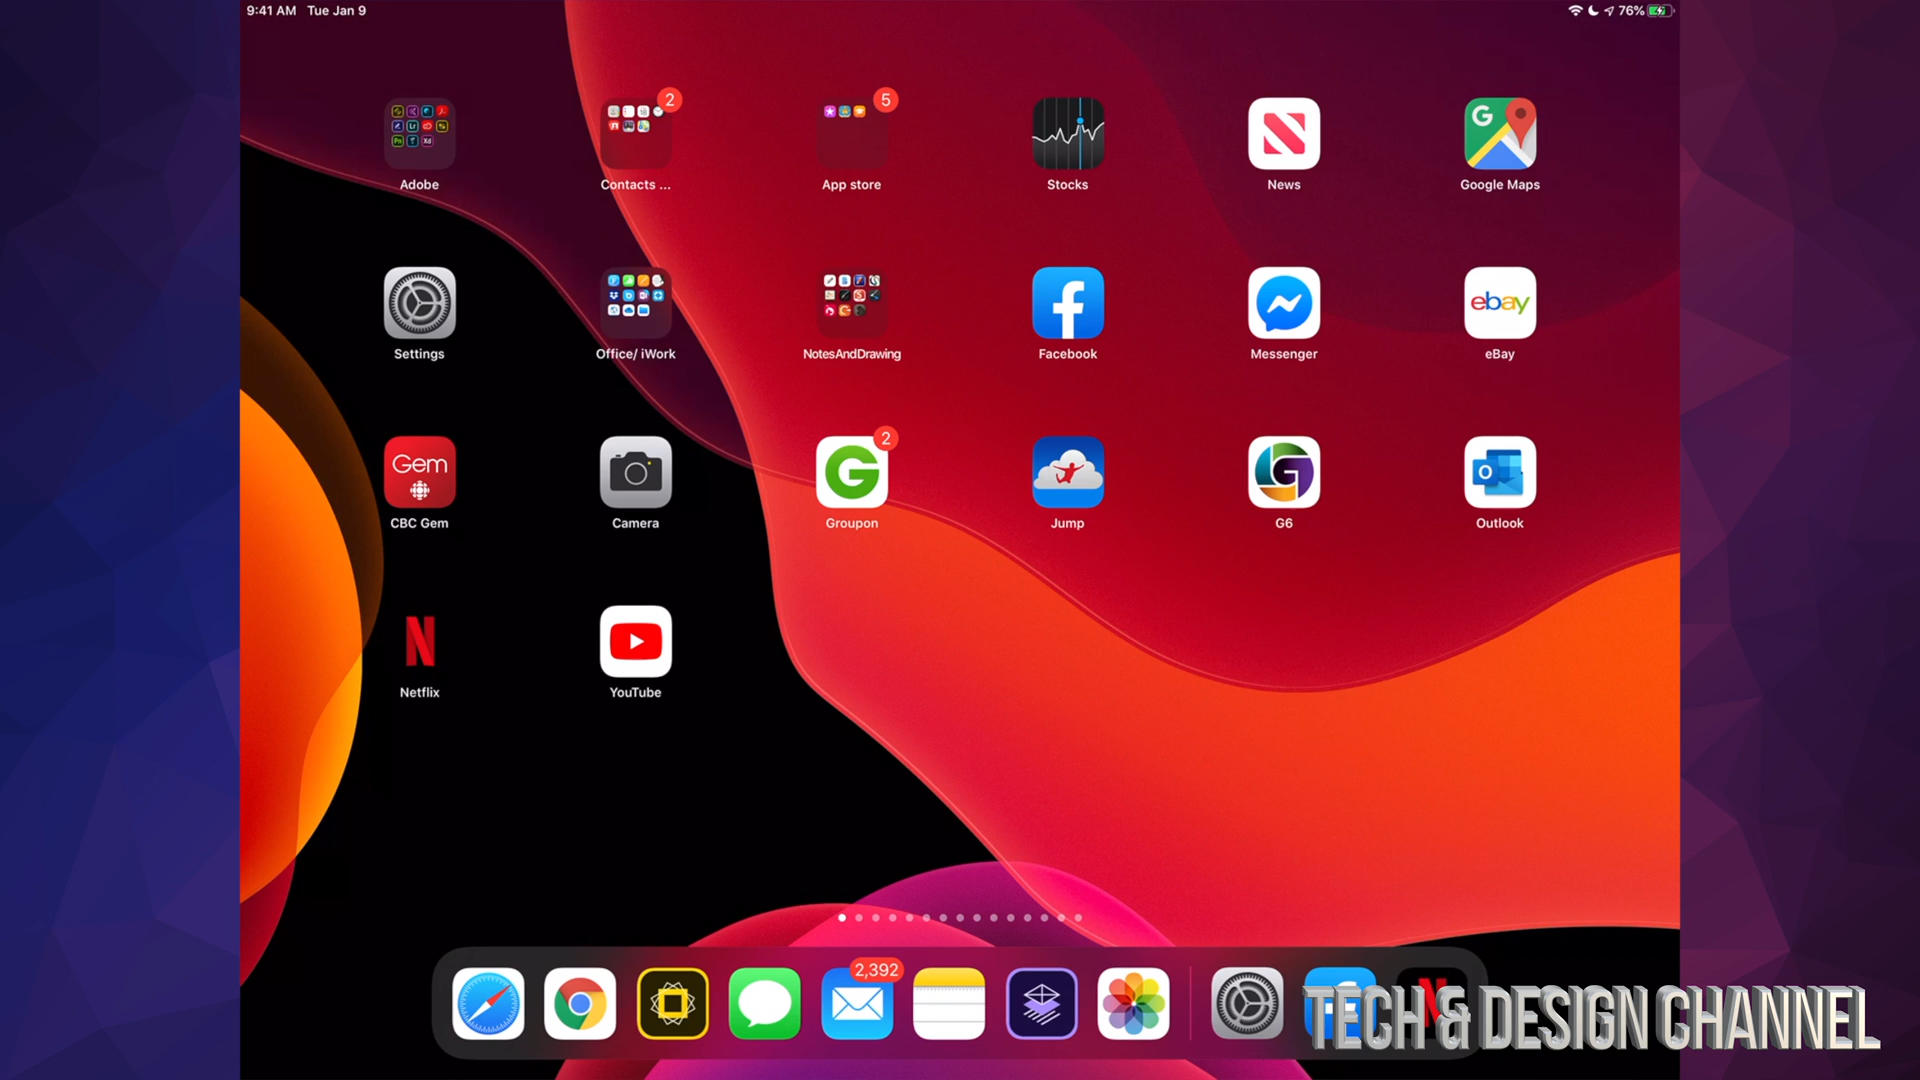 9:41 AM Tue Jan 9
76%
2
5
Adobe
Contacts ...
App store
Stocks
News
Google Maps
ebay
Settings
Office/ iWork
NotesAndDrawing
Facebook
Messenger
eBay
Gem
2
CBC Gem
Camera
Groupon
Jump
G6
Outlook
Netflix
YouTube
2,392
TECH & DESIGN CHANNEL